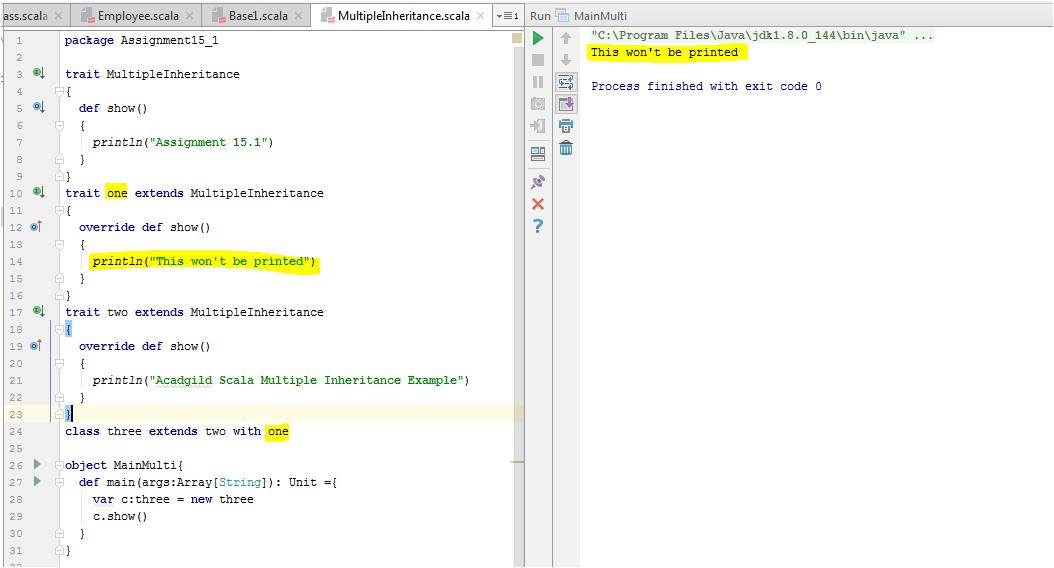 ass.scala
Employee.scala
Base1.scala
MultipleInheritance.scala
1
Run
MainMulti
1 package Assignment15_1
2
3 trait MultipleInheritance
4 {
5 def show()
6 {
7 println("Assignment 15.1")
8 }
9 }
10 trait one extends MultipleInheritance
11 {
12 override def show()
13 {
14 println("This won't be printed")
15 }
16 }
17 trait two extends MultipleInheritance
18 {
19 override def show()
20 {
21 println("Acadgild Scala Multiple Inheritance Example")
22 }
23 }
24 class three extends two with one
25
26 object MainMulti{
27 def main(args:Array[String]): Unit ={
28 var c:three = new three
29 c.show()
30 }
31 }
"C:\Program Files\Java\jdk1.8.0_144\bin\java" ...
This won't be printed
Process finished with exit code 0